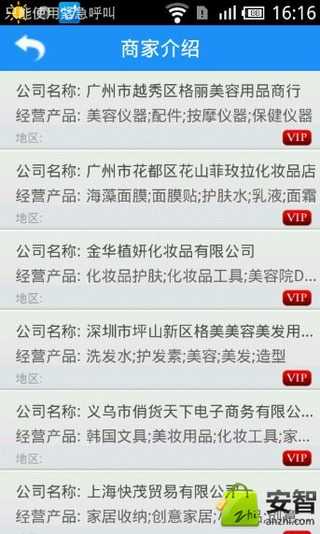 只能使用紧急呼叫
16:16
商家介绍
公司名称: 广州市越秀区格丽美容用品商行
经营产品: 美容仪器;配件;按摩仪器;保健仪器
地区:
VIP
公司名称: 广州市花都区花山菲玫拉化妆品店
经营产品: 海藻面膜;面膜贴;护肤水;乳液;面霜
地区:
VIP
公司名称: 金华植妍化妆品有限公司
经营产品: 化妆品护肤;化妆品工具;美容院D...
地区:
VIP
公司名称: 深圳市坪山新区格美美容美发用...
经营产品: 洗发水;护发素;美容;美发;造型
地区:
VIP
公司名称: 义乌市俏货天下电子商务有限公...
经营产品: 韩国文具;美妆用品;化妆工具;家...
地区:
VIP
公司名称: 上海快茂贸易有限公
经营产品: 家居收纳;创意家居;
安智
zhi
anzhi.com